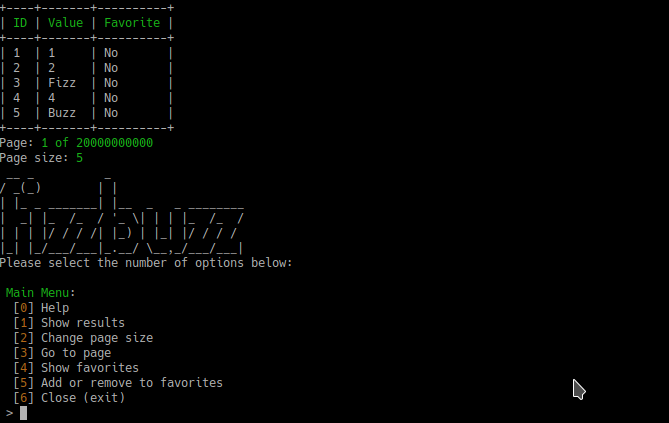 +----+-------+----------+
| ID | Value | Favorite |
+----+-------+----------+
| 1  | 1     | No       |
| 2  | 2     | No       |
| 3  | Fizz  | No       |
| 4  | 4     | No       |
| 5  | Buzz  | No       |
+----+-------+----------+
Page: 1 of 20000000000
Page size: 5
fizzbuzz
Please select the number of options below:
Main Menu:
[0] Help
[1] Show results
[2] Change page size
[3] Go to page
[4] Show favorites
[5] Add or remove to favorites
[6] Close (exit)
>